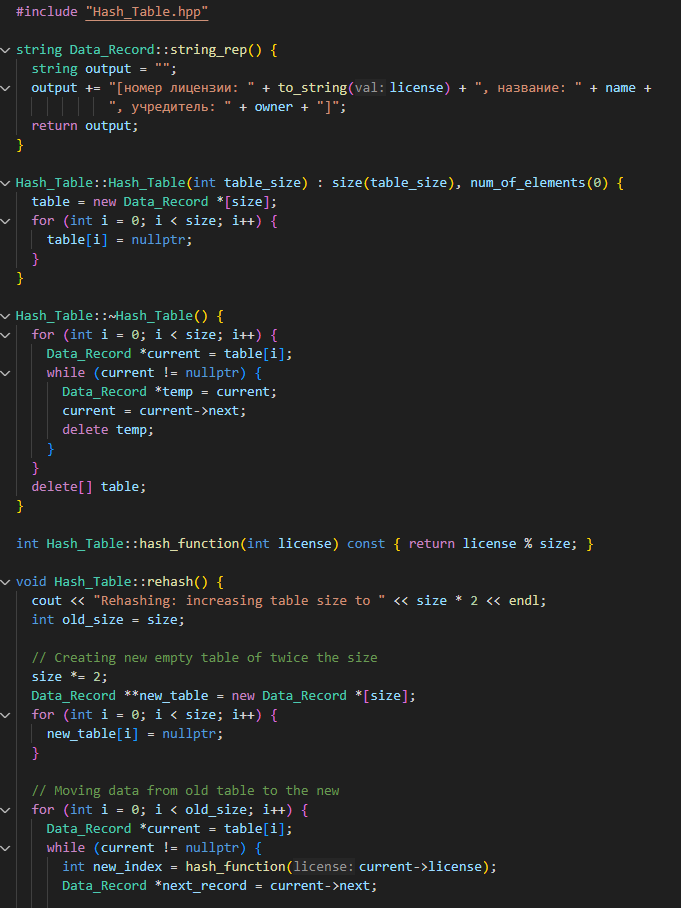 #include "Hash_Table.hpp"
string Data_Record::string_rep() {
string output = "";
output += "[номер лицензии: " + to_string(val: license) + ", название: " + name +
", учредитель: " + owner + "]";
return output;
}
Hash_Table::Hash_Table(int table_size) : size(table_size), num_of_elements(0) {
table = new Data_Record *[size];
for (int i = 0; i < size; i++) {
table[i] = nullptr;
}
}
Hash_Table::~Hash_Table() {
for (int i = 0; i < size; i++) {
Data_Record *current = table[i];
while (current != nullptr) {
Data_Record *temp = current;
current = current->next;
delete temp;
}
}
delete[] table;
}
int Hash_Table::hash_function(int license) const { return license % size; }
void Hash_Table::rehash() {
cout << "Rehashing: increasing table size to " << size * 2 << endl;
int old_size = size;
// Creating new empty table of twice the size
size *= 2;
Data_Record **new_table = new Data_Record *[size];
for (int i = 0; i < size; i++) {
new_table[i] = nullptr;
}
// Moving data from old table to the new
for (int i = 0; i < old_size; i++) {
Data_Record *current = table[i];
while (current != nullptr) {
int new_index = hash_function(license: current->license);
Data_Record *next_record = current->next;